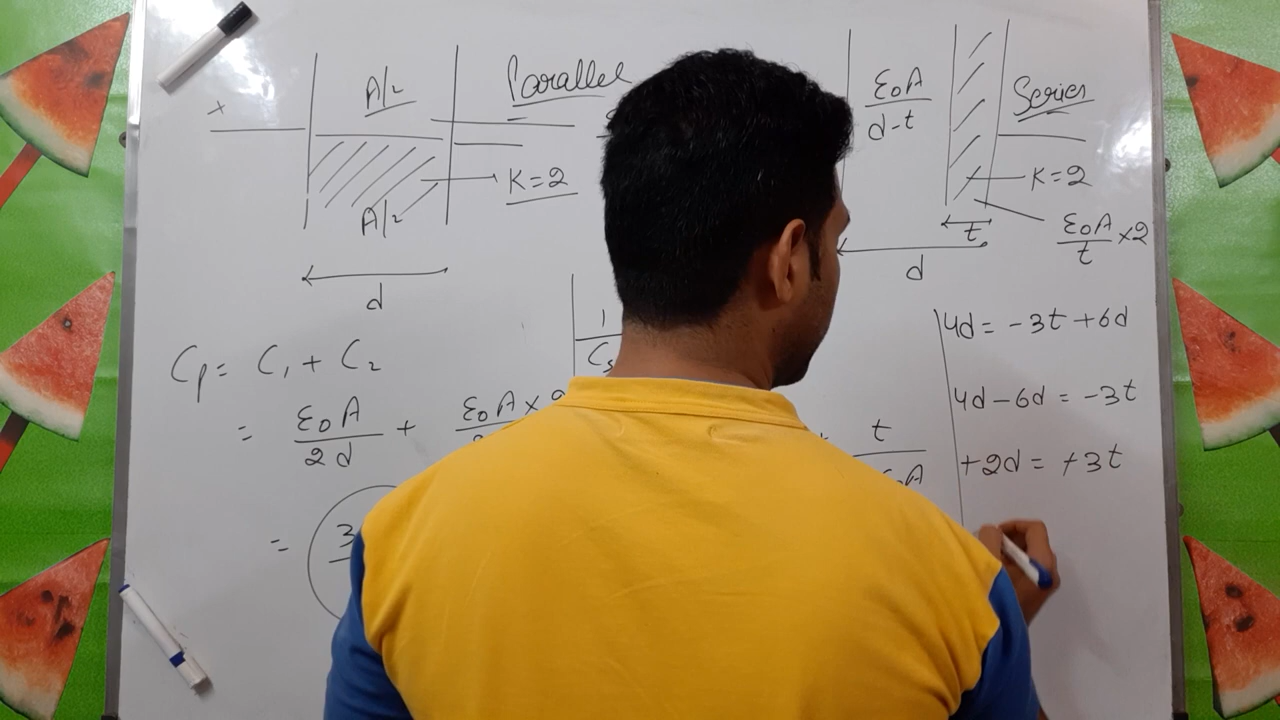 A/2
Parallel
+
K=2
A/2
d
ε0A
d-t
Series
K=2
t
ε0A ×2
t
d
Cp = C1 + C2
= ε0A + ε0A×2
2d
=
3
1
Cs
t
4d = -3t + 6d
4d - 6d = -3t
+2d = +3t